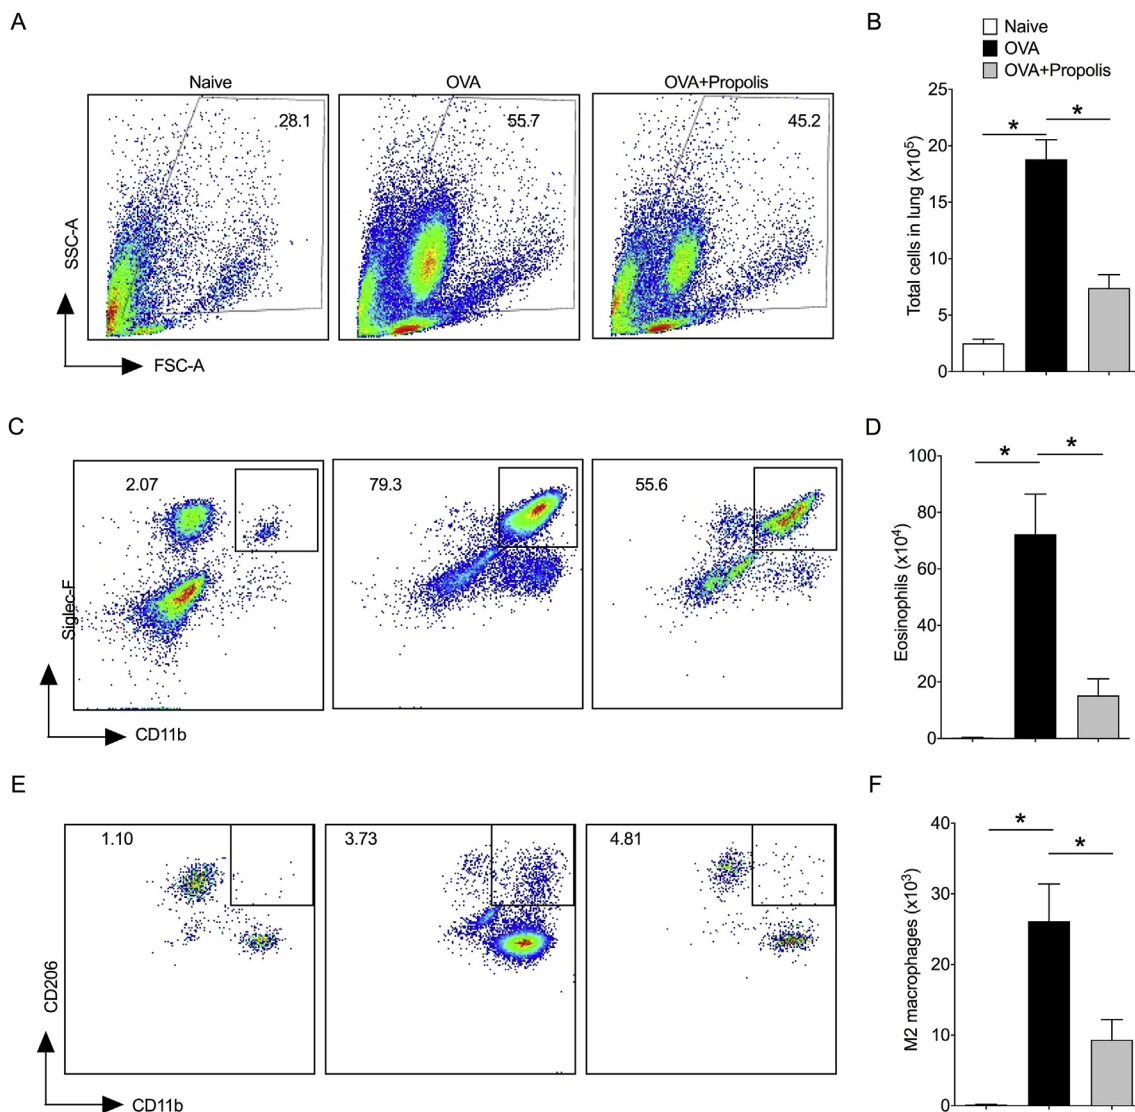 A
Naive
OVA
OVA+Propolis
28.1
55.7
45.2
SSC-A
FSC-A
B
Naive
OVA
OVA+Propolis
Total cells in lung (x10⁵)
25
20
15
10
5
0
*
*
C
2.07
79.3
55.6
Siglec-F
CD11b
D
Eosinophils (x10⁴)
100
80
60
40
20
0
*
*
E
1.10
3.73
4.81
CD206
CD11b
F
M2 macrophages (x10³)
40
30
20
10
0
*
*